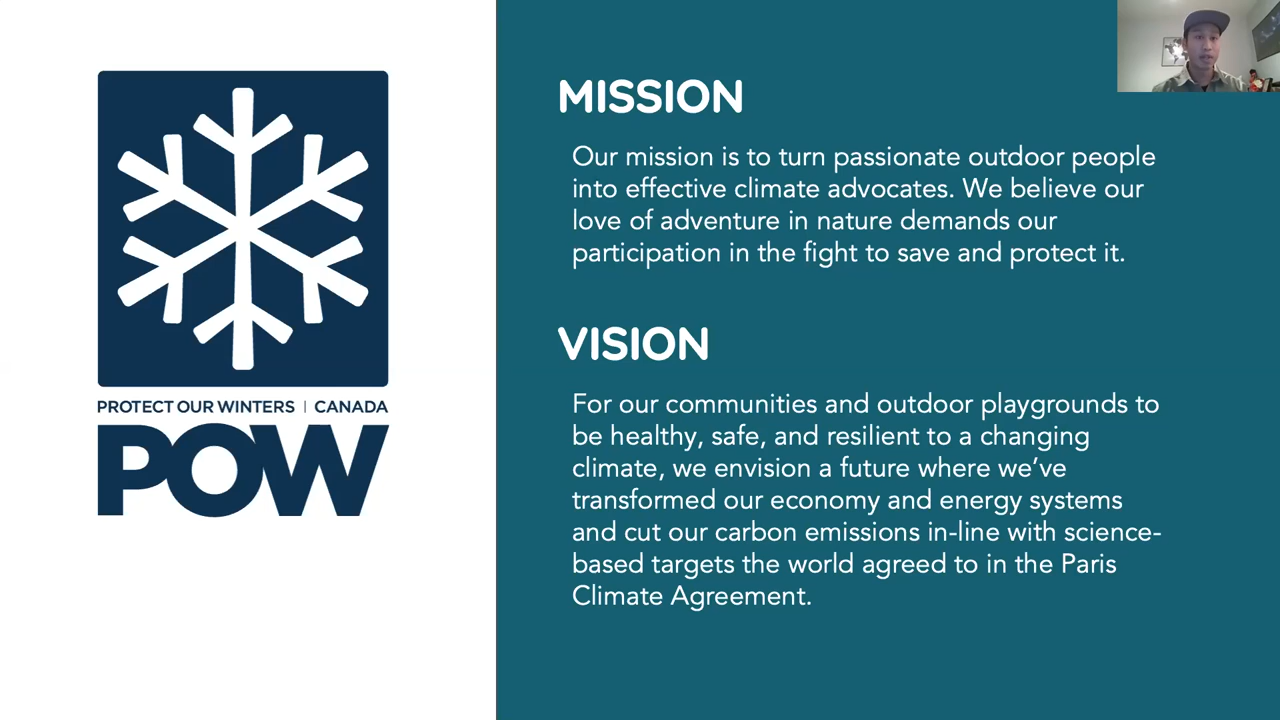 PROTECT OUR WINTERS | CANADA
POW
MISSION
Our mission is to turn passionate outdoor people
into effective climate advocates. We believe our
love of adventure in nature demands our
participation in the fight to save and protect it.
VISION
For our communities and outdoor playgrounds to
be healthy, safe, and resilient to a changing
climate, we envision a future where we’ve
transformed our economy and energy systems
and cut our carbon emissions in-line with science-
based targets the world agreed to in the Paris
Climate Agreement.